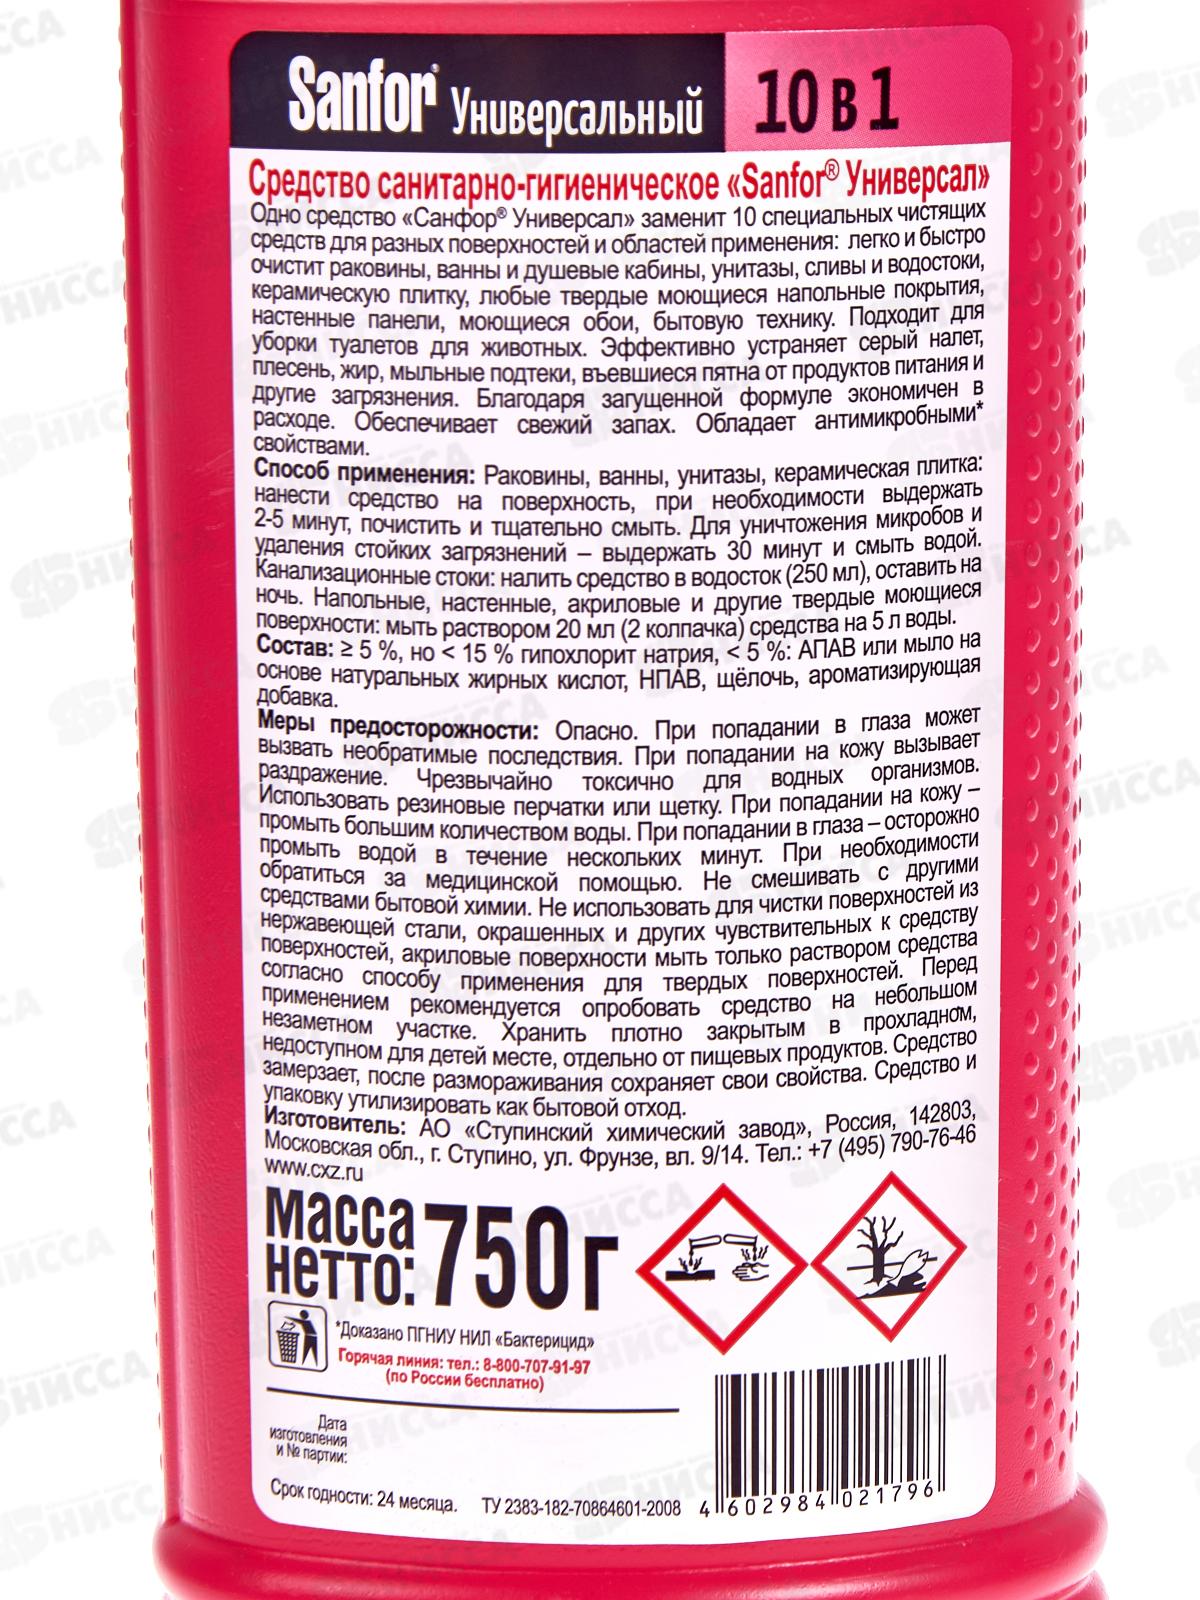 Sanfor® Универсальный 10 в 1
Средство санитарно-гигиеническое «Sanfor® Универсал»
Одно средство «Санфор® Универсал» заменит 10 специальных чистящих
средств для разных поверхностей и областей применения: легко и быстро
очистит раковины, ванны и душевые кабины, унитазы, сливы и водостоки,
керамическую плитку, любые твердые моющиеся напольные покрытия,
настенные панели, моющиеся обои, бытовую технику. Подходит для
уборки туалетов для животных. Эффективно устраняет серый налет,
плесень, жир, мыльные подтеки, въевшиеся пятна от продуктов питания и
другие загрязнения. Благодаря загущенной формуле экономичен в
расходе. Обеспечивает свежий запах. Обладает антимикробными*
свойствами.
Способ применения: Раковины, ванны, унитазы, керамическая плитка:
нанести средство на поверхность, при необходимости выдержать
2-5 минут, почистить и тщательно смыть. Для уничтожения микробов и
удаления стойких загрязнений – выдержать 30 минут и смыть водой.
Канализационные стоки: налить средство в водосток (250 мл), оставить на
ночь. Напольные, настенные, акриловые и другие твердые моющиеся
поверхности: мыть раствором 20 мл (2 колпачка) средства на 5 л воды.
Состав: ≥ 5 %, но < 15 % гипохлорит натрия, < 5 %: АПАВ или мыло на
основе натуральных жирных кислот, НПАВ, щёлочь, ароматизирующая
добавка.
Меры предосторожности: Опасно. При попадании в глаза может
вызвать необратимые последствия. При попадании на кожу вызывает
раздражение. Чрезвычайно токсично для водных организмов.
Использовать резиновые перчатки или щетку. При попадании на кожу –
промыть большим количеством воды. При попадании в глаза – осторожно
промыть водой в течение нескольких минут. При необходимости
обратиться за медицинской помощью. Не смешивать с другими
средствами бытовой химии. Не использовать для чистки поверхностей из
нержавеющей стали, окрашенных и других чувствительных к средству
поверхностей, акриловые поверхности мыть только раствором средства
согласно способу применения для твердых поверхностей. Перед
применением рекомендуется опробовать средство на небольшом
незаметном участке. Хранить плотно закрытым в прохладном,
недоступном для детей месте, отдельно от пищевых продуктов. Средство
замерзает, после размораживания сохраняет свои свойства. Средство и
упаковку утилизировать как бытовой отход.
Изготовитель: АО «Ступинский химический завод», Россия, 142803,
Московская обл., г. Ступино, ул. Фрунзе, вл. 9/14. Тел.: +7 (495) 790-76-46
www.cxz.ru
масса
нетто: 750г
*Доказано ПГНИУ НИЛ «Бактерицид»
Горячая линия: тел.: 8-800-707-91-97
(по России бесплатно)
Дата
изготовления
и № партии:
Срок годности: 24 месяца. ТУ 2383-182-70864601-2008
4 602984 021796
НИССА